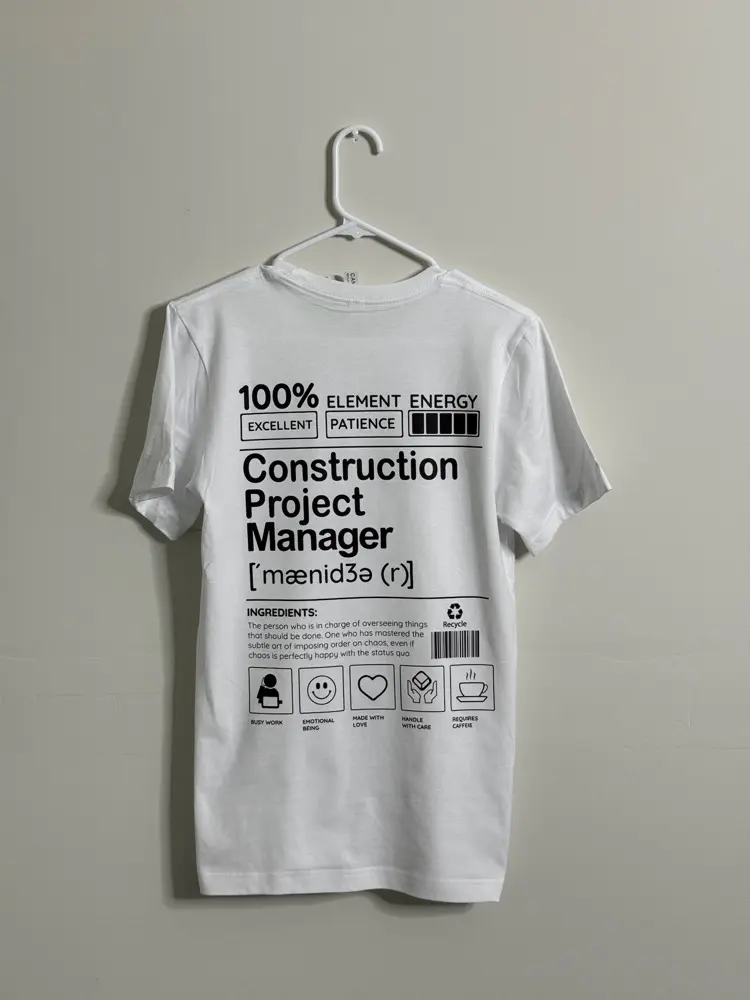 100% ELEMENT ENERGY
EXCELLENT PATIENCE
Construction
Project
Manager
[ˈmænidʒə (r)]
INGREDIENTS:
The person who is in charge of overseeing things
that should be done. One who has mastered the
subtle art of imposing order on chaos, even if
chaos is perfectly happy with the status quo.
Recycle
BUSY WORK
EMOTIONAL
BEING
MADE WITH
LOVE
HANDLE
WITH CARE
REQUIRES
CAFFEIE